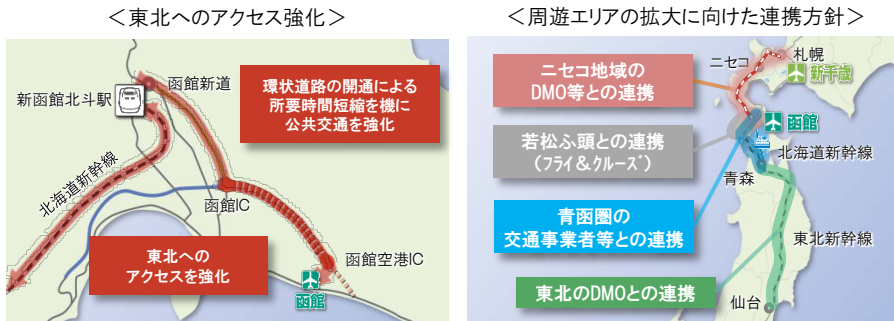 ＜東北へのアクセス強化＞
函館新道
新函館北斗駅
環状道路の開通による
所要時間短縮を機に
公共交通を強化
北海道新幹線
函館IC
東北への
アクセスを強化
函館空港IC
函館
＜周遊エリアの拡大に向けた連携方針＞
ニセコ
札幌
新千歳
ニセコ地域の
DMO等との連携
函館
若松ふ頭との連携
（フライ＆クルーズ）
北海道新幹線
青森
青函圏の
交通事業者等との連携
東北新幹線
東北のDMOとの連携
仙台